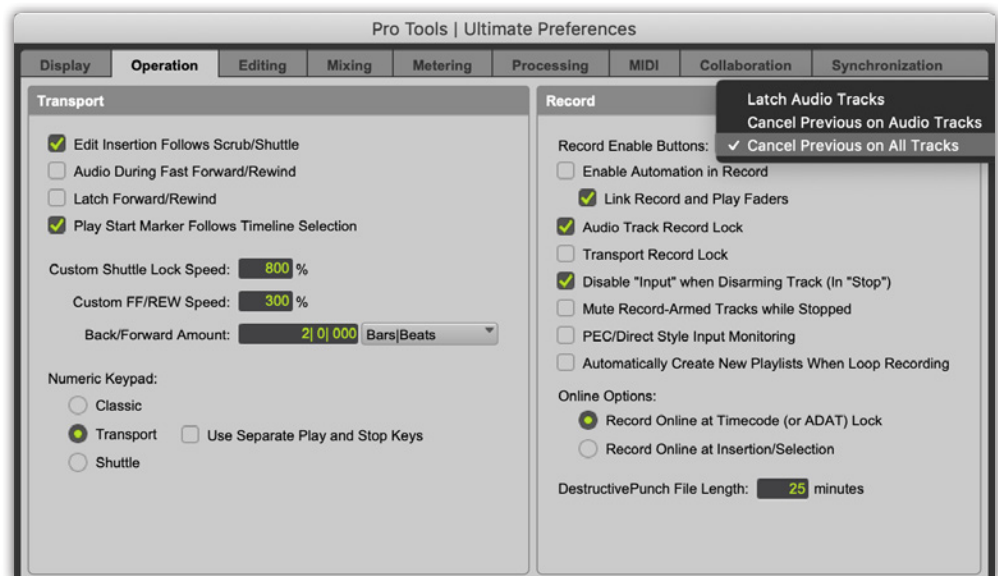 Pro Tools | Ultimate Preferences
Display Operation Editing Mixing Metering Processing MIDI Collaboration Synchronization
Transport
Edit Insertion Follows Scrub/Shuttle
Audio During Fast Forward/Rewind
Latch Forward/Rewind
Play Start Marker Follows Timeline Selection
Custom Shuttle Lock Speed: 800 %
Custom FF/REW Speed: 300 %
Back/Forward Amount: 2| 0| 000 Bars|Beats
Numeric Keypad:
Classic
Transport Use Separate Play and Stop Keys
Shuttle
Record
Latch Audio Tracks
Cancel Previous on Audio Tracks
Record Enable Buttons: ✓ Cancel Previous on All Tracks
Enable Automation in Record
Link Record and Play Faders
Audio Track Record Lock
Transport Record Lock
Disable "Input" when Disarming Track (In "Stop")
Mute Record-Armed Tracks while Stopped
PEC/Direct Style Input Monitoring
Automatically Create New Playlists When Loop Recording
Online Options:
Record Online at Timecode (or ADAT) Lock
Record Online at Insertion/Selection
DestructivePunch File Length: 25 minutes